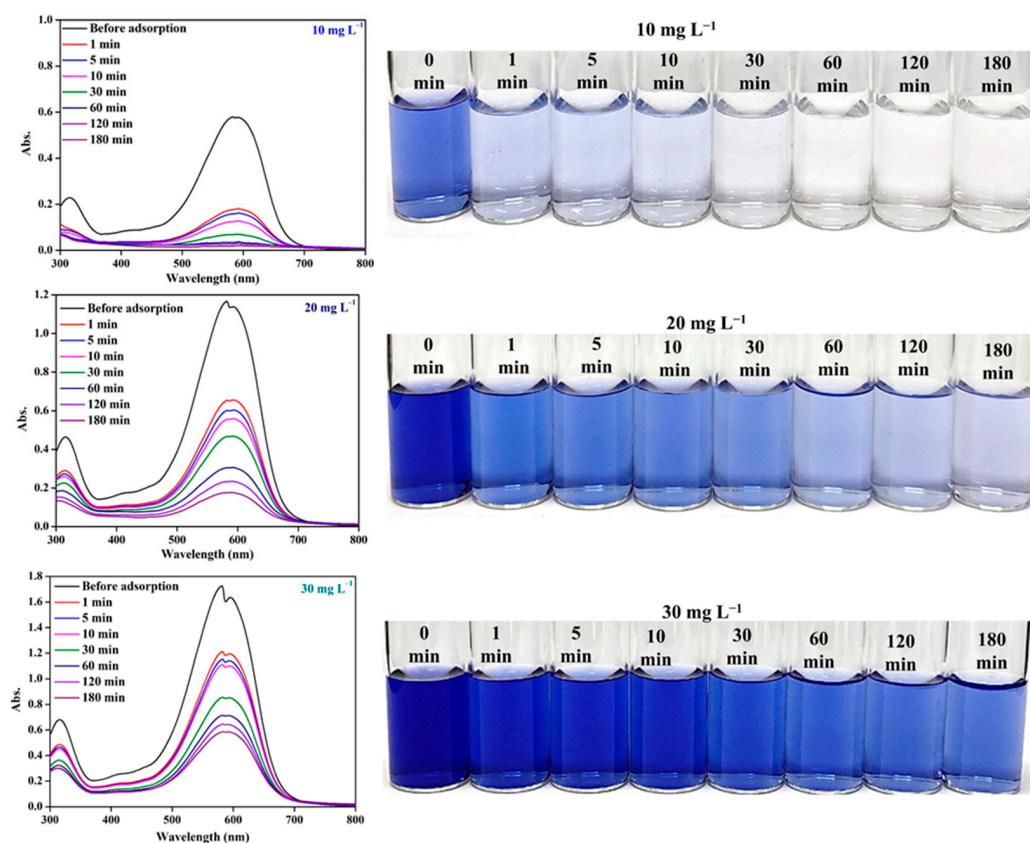 1.0
0.8
0.6
0.4
0.2
0.0
Abs.
Before adsorption
1 min
5 min
10 min
30 min
60 min
120 min
180 min
10 mg L⁻¹
300 400 500 600 700 800
Wavelength (nm)
10 mg L⁻¹
0 1 5 10 30 60 120 180
min min min min min min min min
1.2
1.0
0.8
0.6
0.4
0.2
0.0
Abs.
Before adsorption
1 min
5 min
10 min
30 min
60 min
120 min
180 min
20 mg L⁻¹
300 400 500 600 700 800
Wavelength (nm)
20 mg L⁻¹
0 1 5 10 30 60 120 180
min min min min min min min min
1.8
1.6
1.4
1.2
1.0
0.8
0.6
0.4
0.2
0.0
Abs.
Before adsorption
1 min
5 min
10 min
30 min
60 min
120 min
180 min
30 mg L⁻¹
300 400 500 600 700 800
Wavelength (nm)
30 mg L⁻¹
0 1 5 10 30 60 120 180
min min min min min min min min